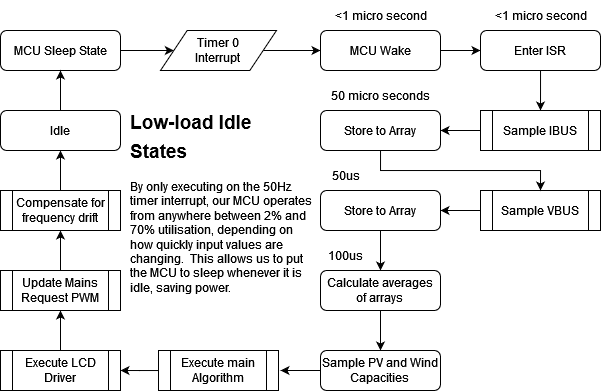 <1 micro second
<1 micro second
MCU Sleep State
Timer 0
Interrupt
MCU Wake
Enter ISR
50 micro seconds
Idle
Low-load Idle
States
Store to Array
Sample IBUS
50us
By only executing on the 50Hz
timer interrupt, our MCU operates
from anywhere between 2% and
70% utilisation, depending on
how quickly input values are
changing. This allows us to put
the MCU to sleep whenever it is
idle, saving power.
Compensate for
frequency drift
Store to Array
Sample VBUS
100us
Update Mains
Request PWM
Calculate averages
of arrays
Execute LCD
Driver
Execute main
Algorithm
Sample PV and Wind
Capacities